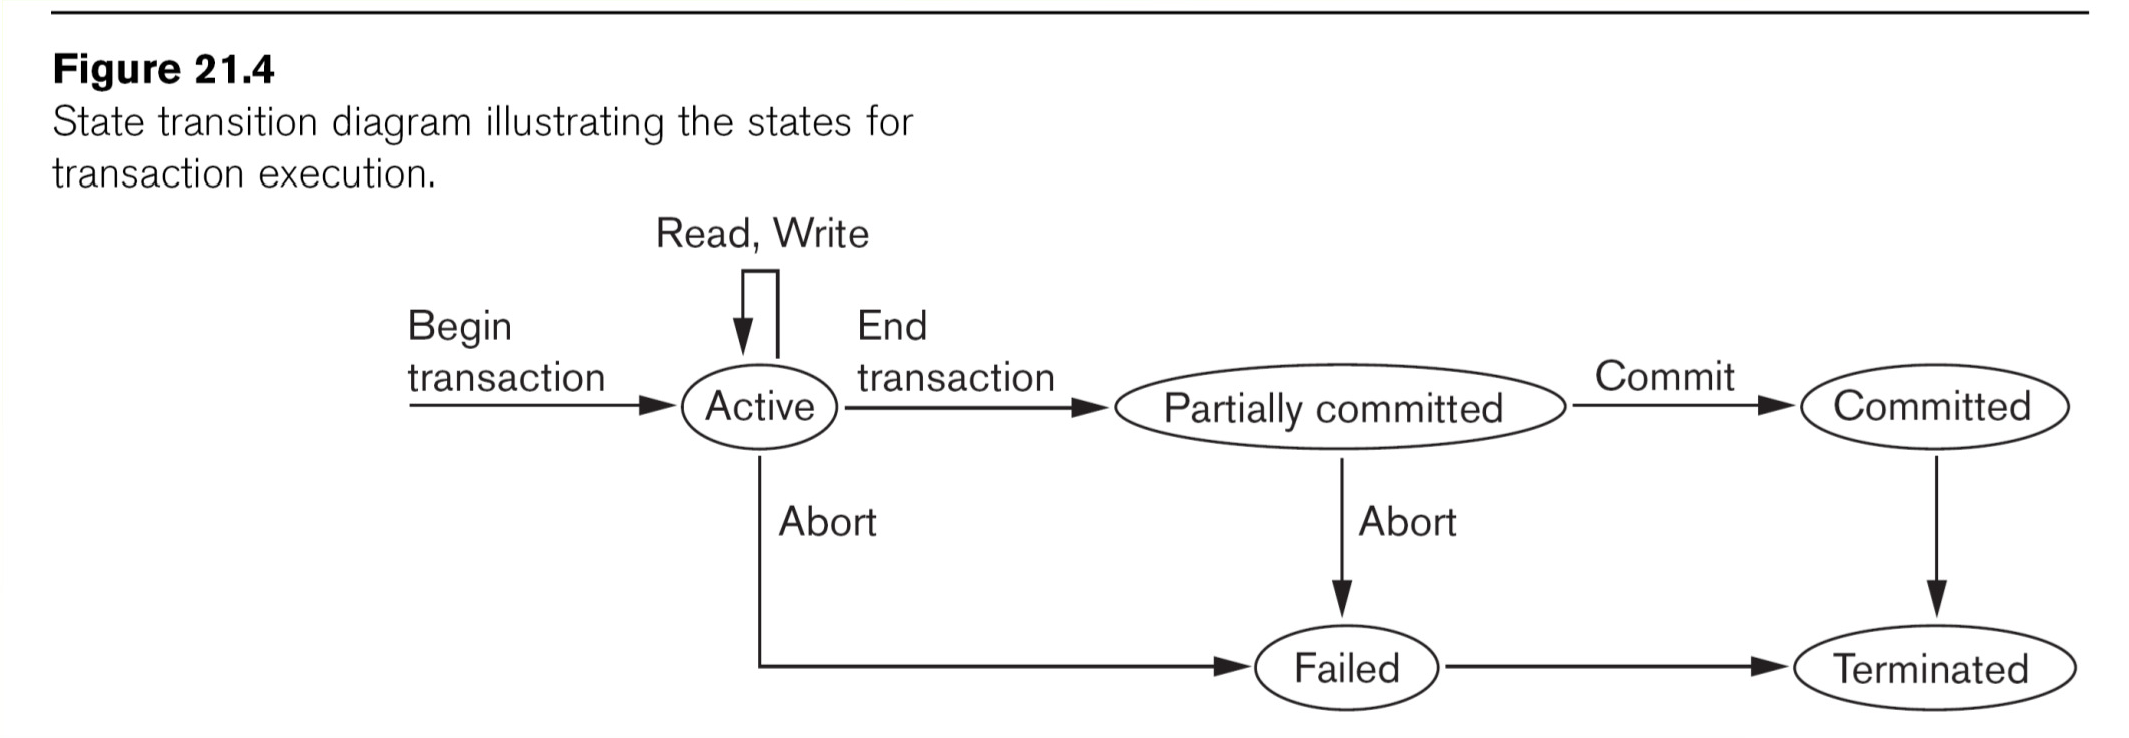 Figure 21.4
State transition diagram illustrating the states for
transaction execution.
Read, Write
Begin
transaction
End
transaction
Commit
Active
Partially committed
Committed
Abort
Abort
Failed
Terminated